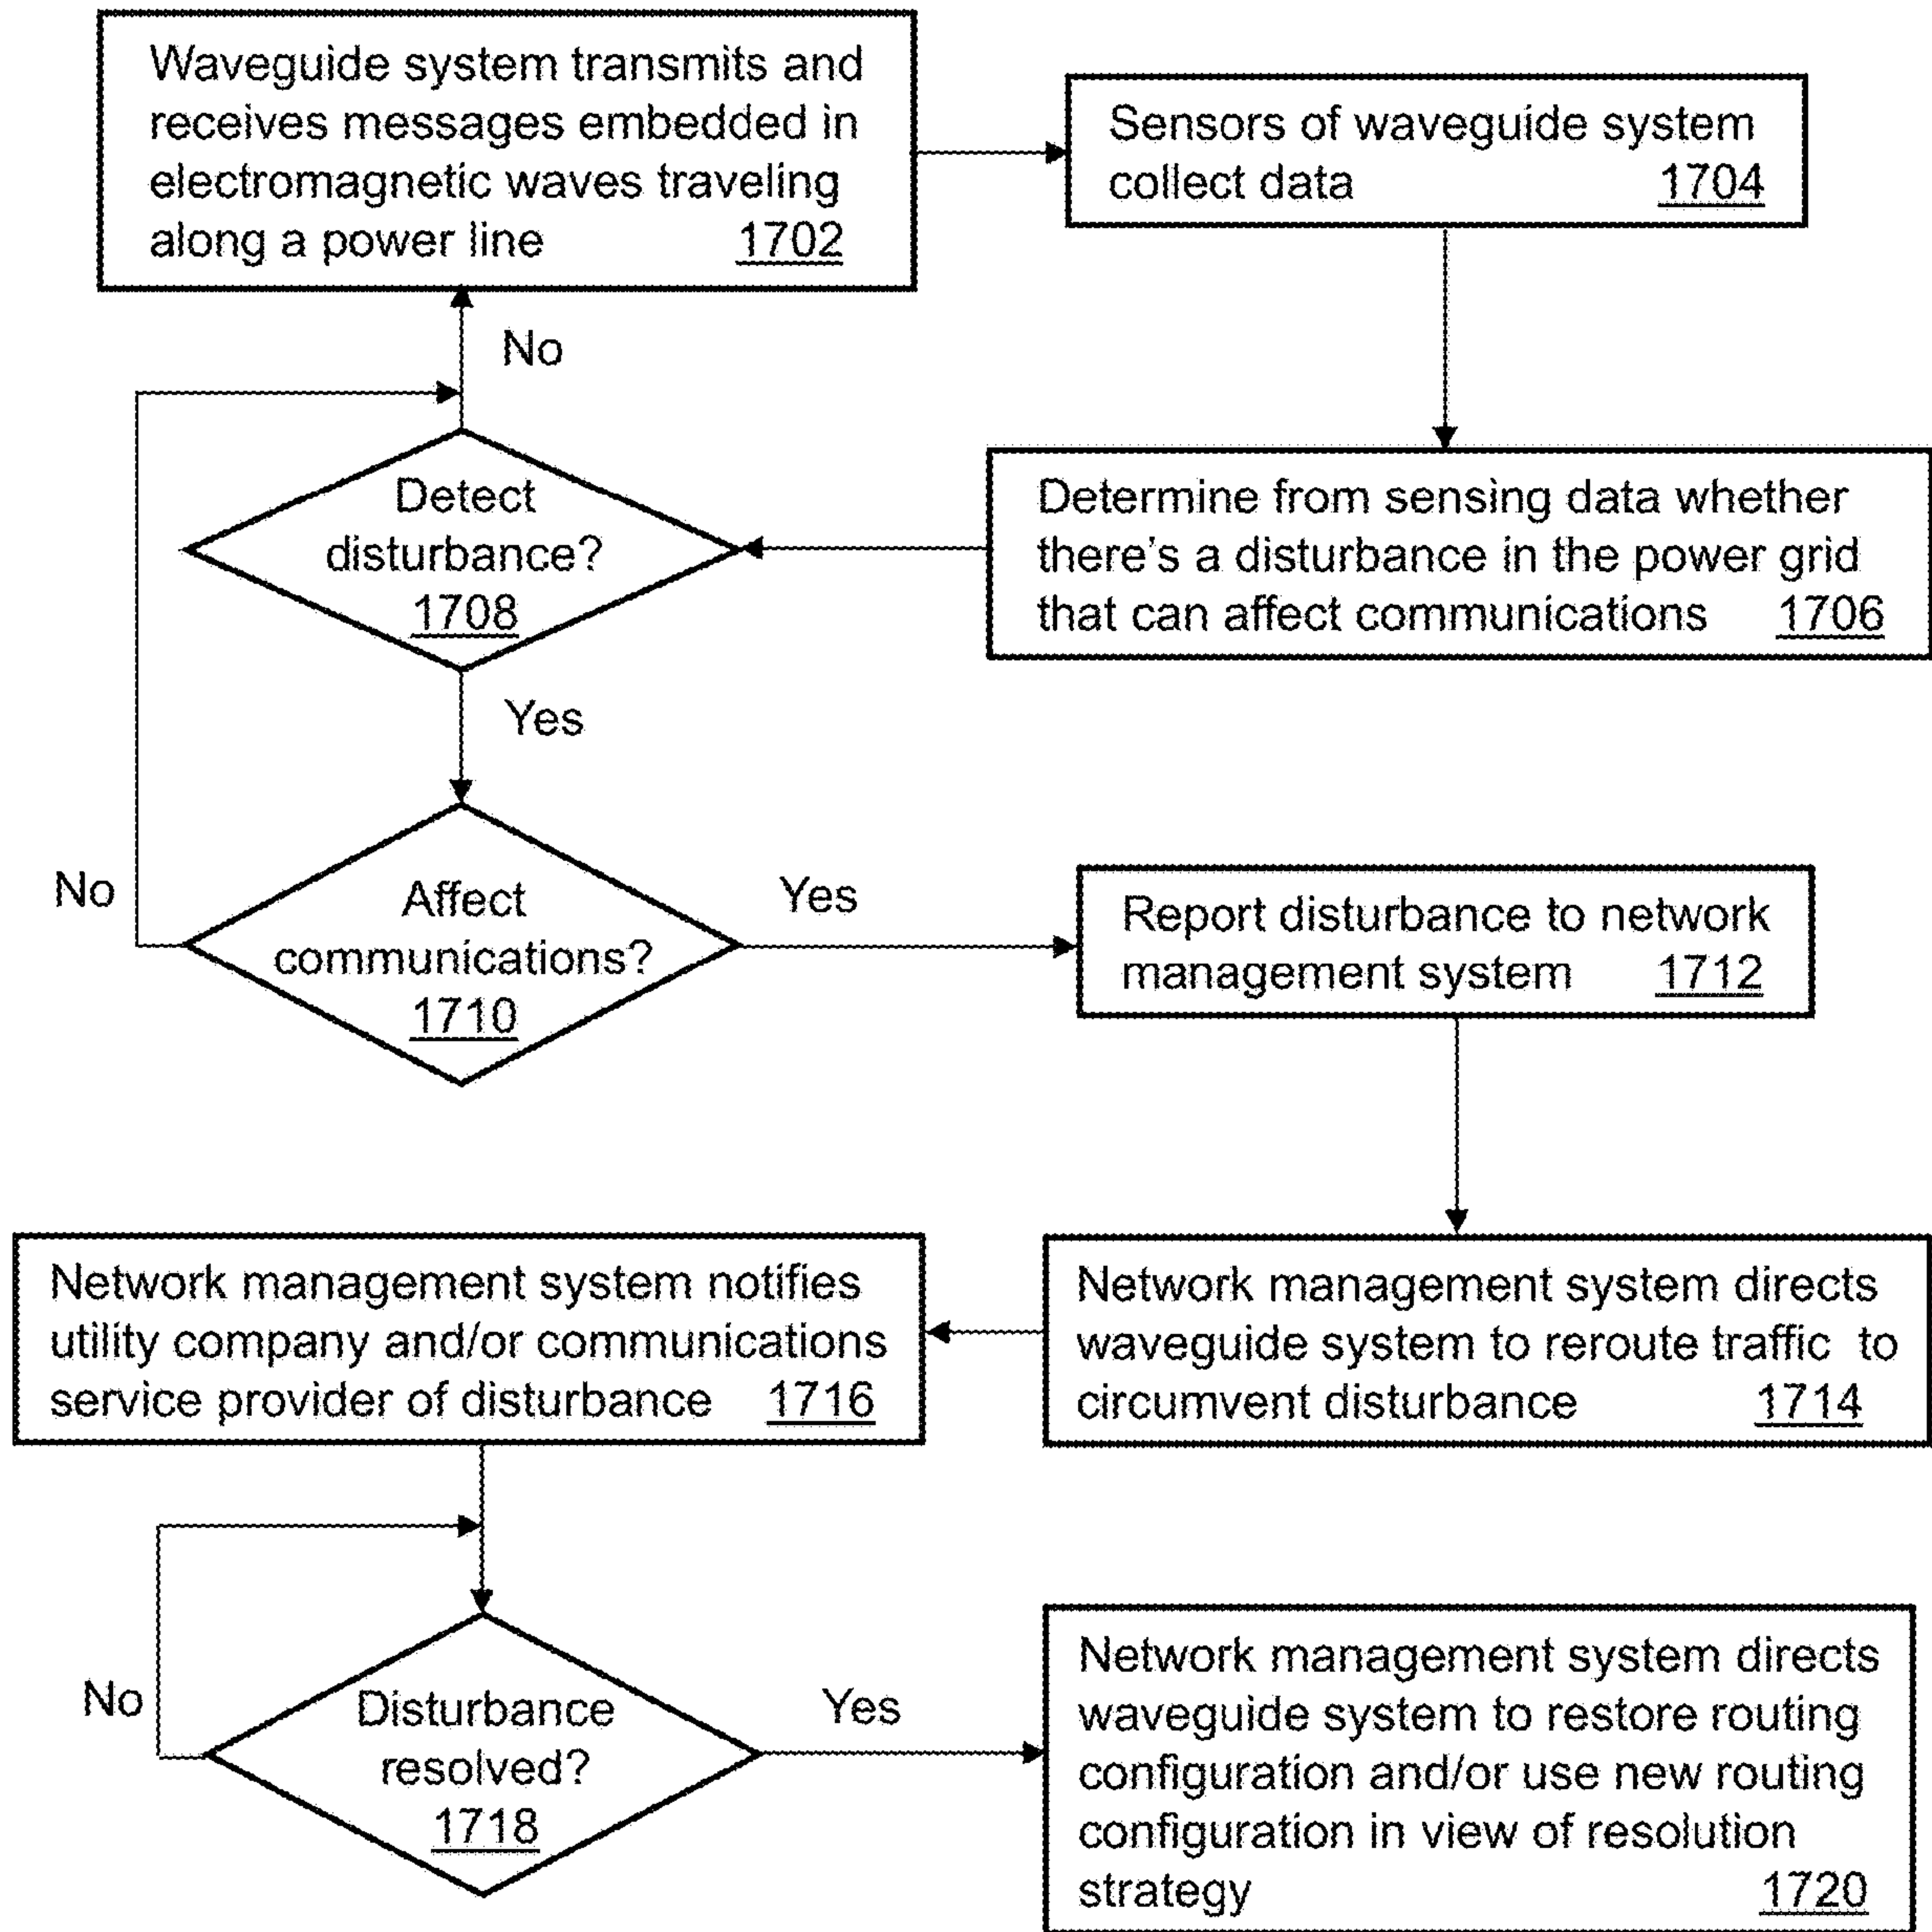 Waveguide system transmits and
receives messages embedded in
electromagnetic waves traveling
along a power line 1702
Sensors of waveguide system
collect data 1704
No
Detect
disturbance?
1708
Determine from sensing data whether
there's a disturbance in the power grid
that can affect communications 1706
Yes
No
Affect
communications?
1710
Yes
Report disturbance to network
management system 1712
Network management system notifies
utility company and/or communications
service provider of disturbance 1716
Network management system directs
waveguide system to reroute traffic to
circumvent disturbance 1714
No
Disturbance
resolved?
1718
Yes
Network management system directs
waveguide system to restore routing
configuration and/or use new routing
configuration in view of resolution
strategy 1720